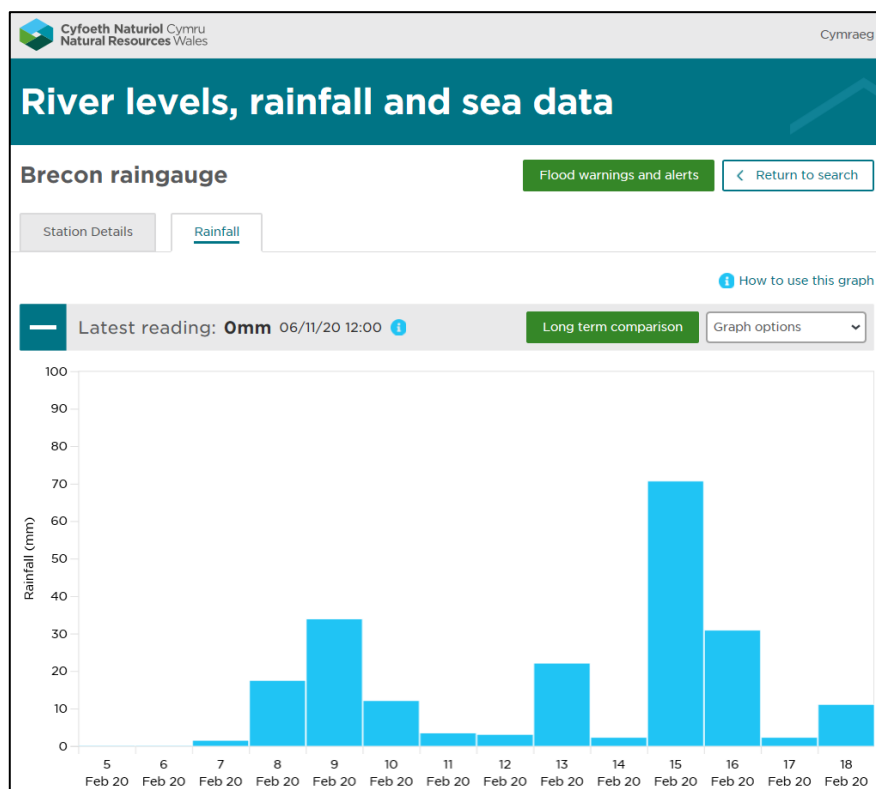 Cyfoeth Naturiol Cymru
Natural Resources Wales
Cymraeg
River levels, rainfall and sea data
Brecon raingauge
Flood warnings and alerts
Return to search
Station Details
Rainfall
How to use this graph
Latest reading: 0mm 06/11/20 12:00
Long term comparison
Graph options
100
90
80
70
60
50
40
30
20
10
0
Rainfall (mm)
5 6 7 8 9 10 11 12 13 14 15 16 17 18
Feb 20 Feb 20 Feb 20 Feb 20 Feb 20 Feb 20 Feb 20 Feb 20 Feb 20 Feb 20 Feb 20 Feb 20 Feb 20 Feb 20